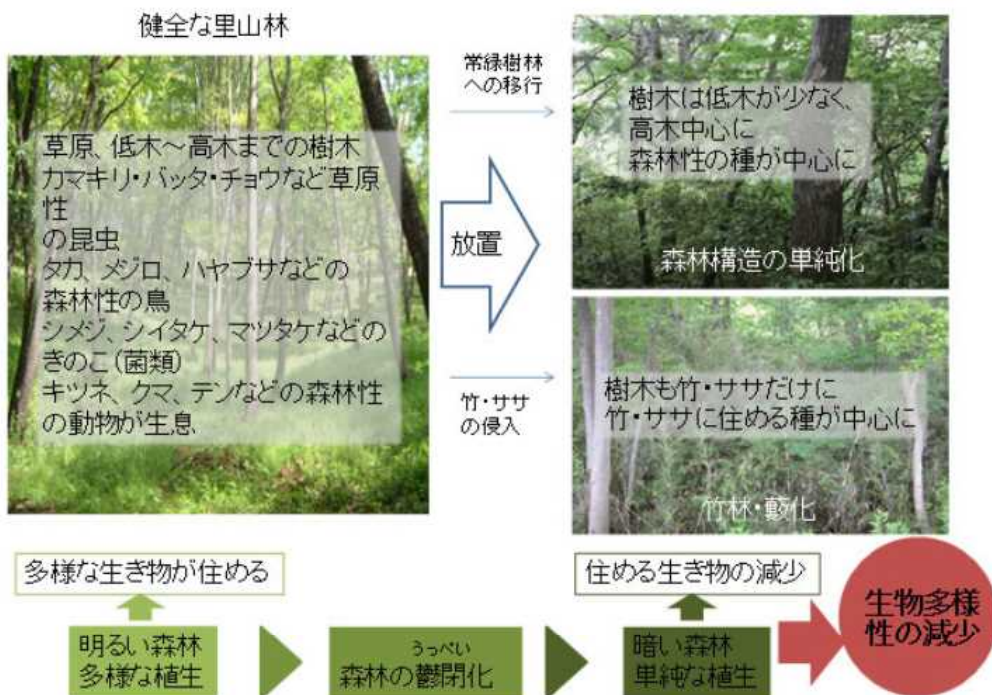 健全な里山林
草原、低木～高木までの樹木
カマキリ・バッタ・チョウなど草原
性
の昆虫
タカ、メジロ、ハヤブサなどの
森林性の鳥
シメジ、シイタケ、マツタケなどの
きのこ(菌類)
キツネ、クマ、テンなどの森林性
の動物が生息
常緑樹林
への移行
放置
竹・ササ
の侵入
樹木は低木が少なく、
高木中心に
森林性の種が中心に
森林構造の単純化
樹木も竹・ササだけに
竹・ササに住める種が中心に
竹林・藪化
多様な生き物が住める
住める生き物の減少
明るい森林
多様な植生
うっぺい
森林の鬱閉化
暗い森林
単純な植生
生物多様
性の減少